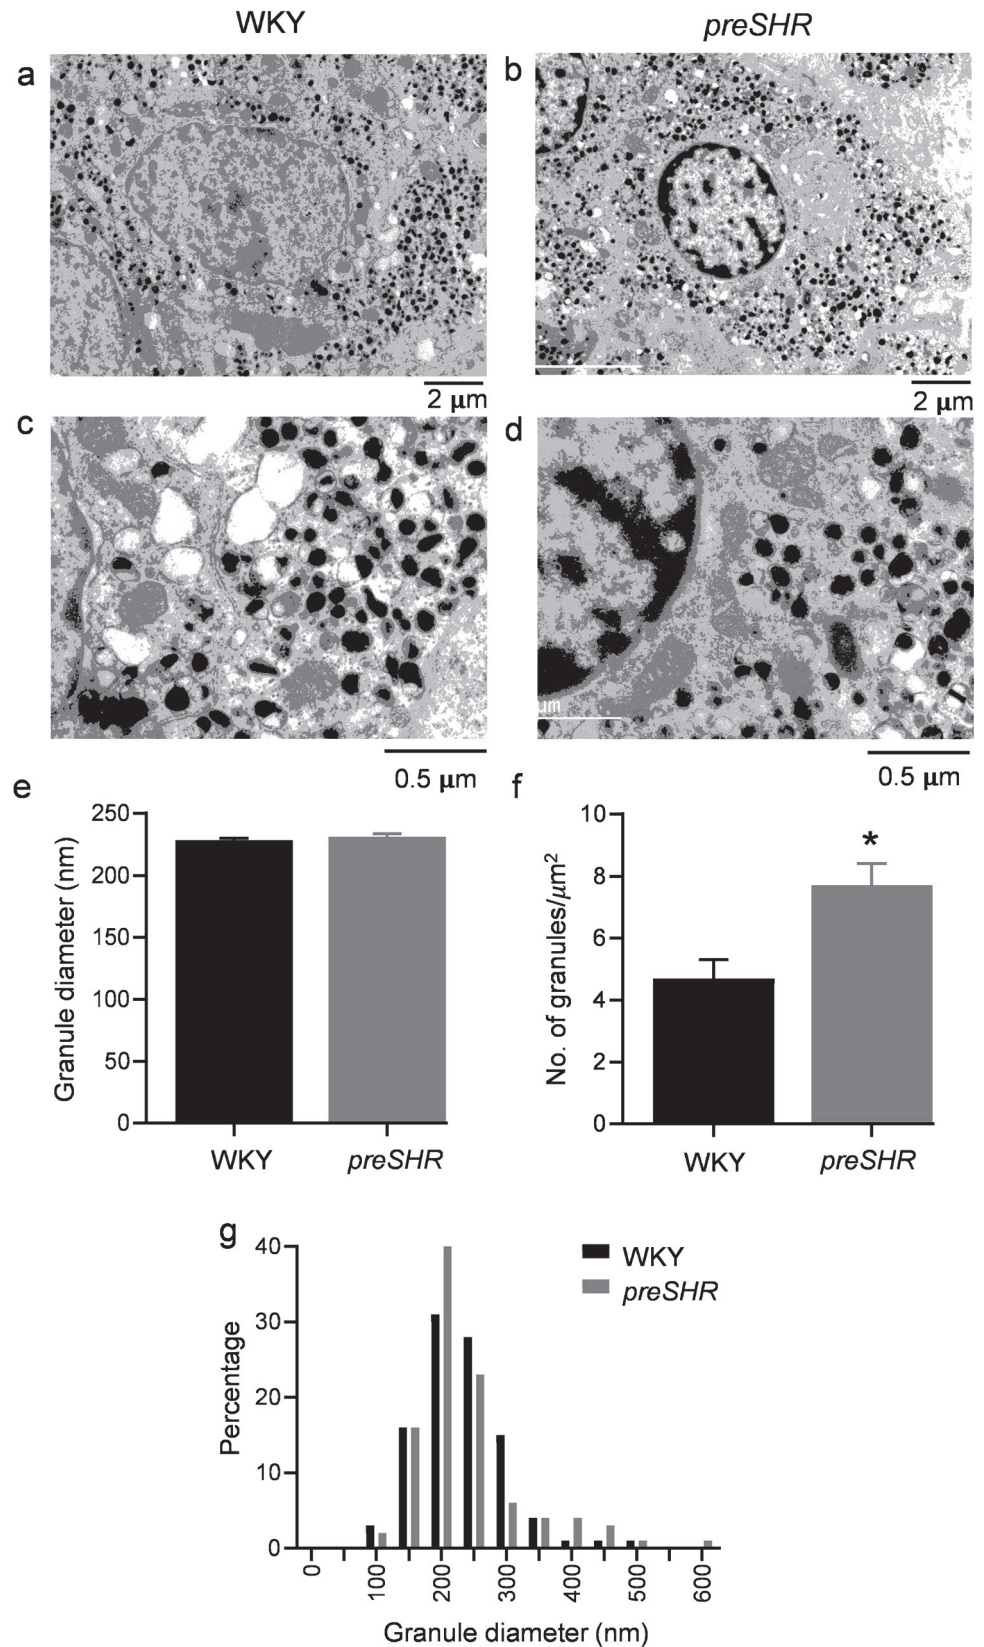 WKY
preSHR
a
b
2 μm
2 μm
c
d
μm
0.5 μm
0.5 μm
e
f
250
200
150
100
50
0
Granule diameter (nm)
WKY
preSHR
10
8
6
4
2
0
No. of granules/μm²
*
WKY
preSHR
g
40
30
20
10
0
Percentage
WKY
preSHR
0
100
200
300
400
500
600
Granule diameter (nm)